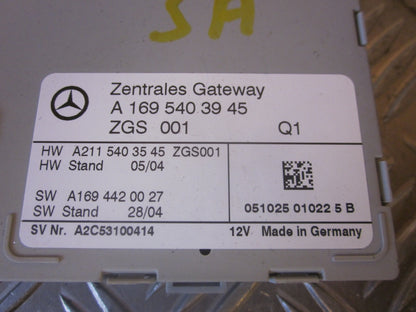 SA
Zentrales Gateway
A 169 540 39 45
ZGS 001 Q1
HW A211 540 35 45 ZGS001
HW Stand 05/04
SW A169 442 00 27
SW Stand 28/04
051025 01022 5 B
SV Nr. A2C53100414 12V Made in Germany